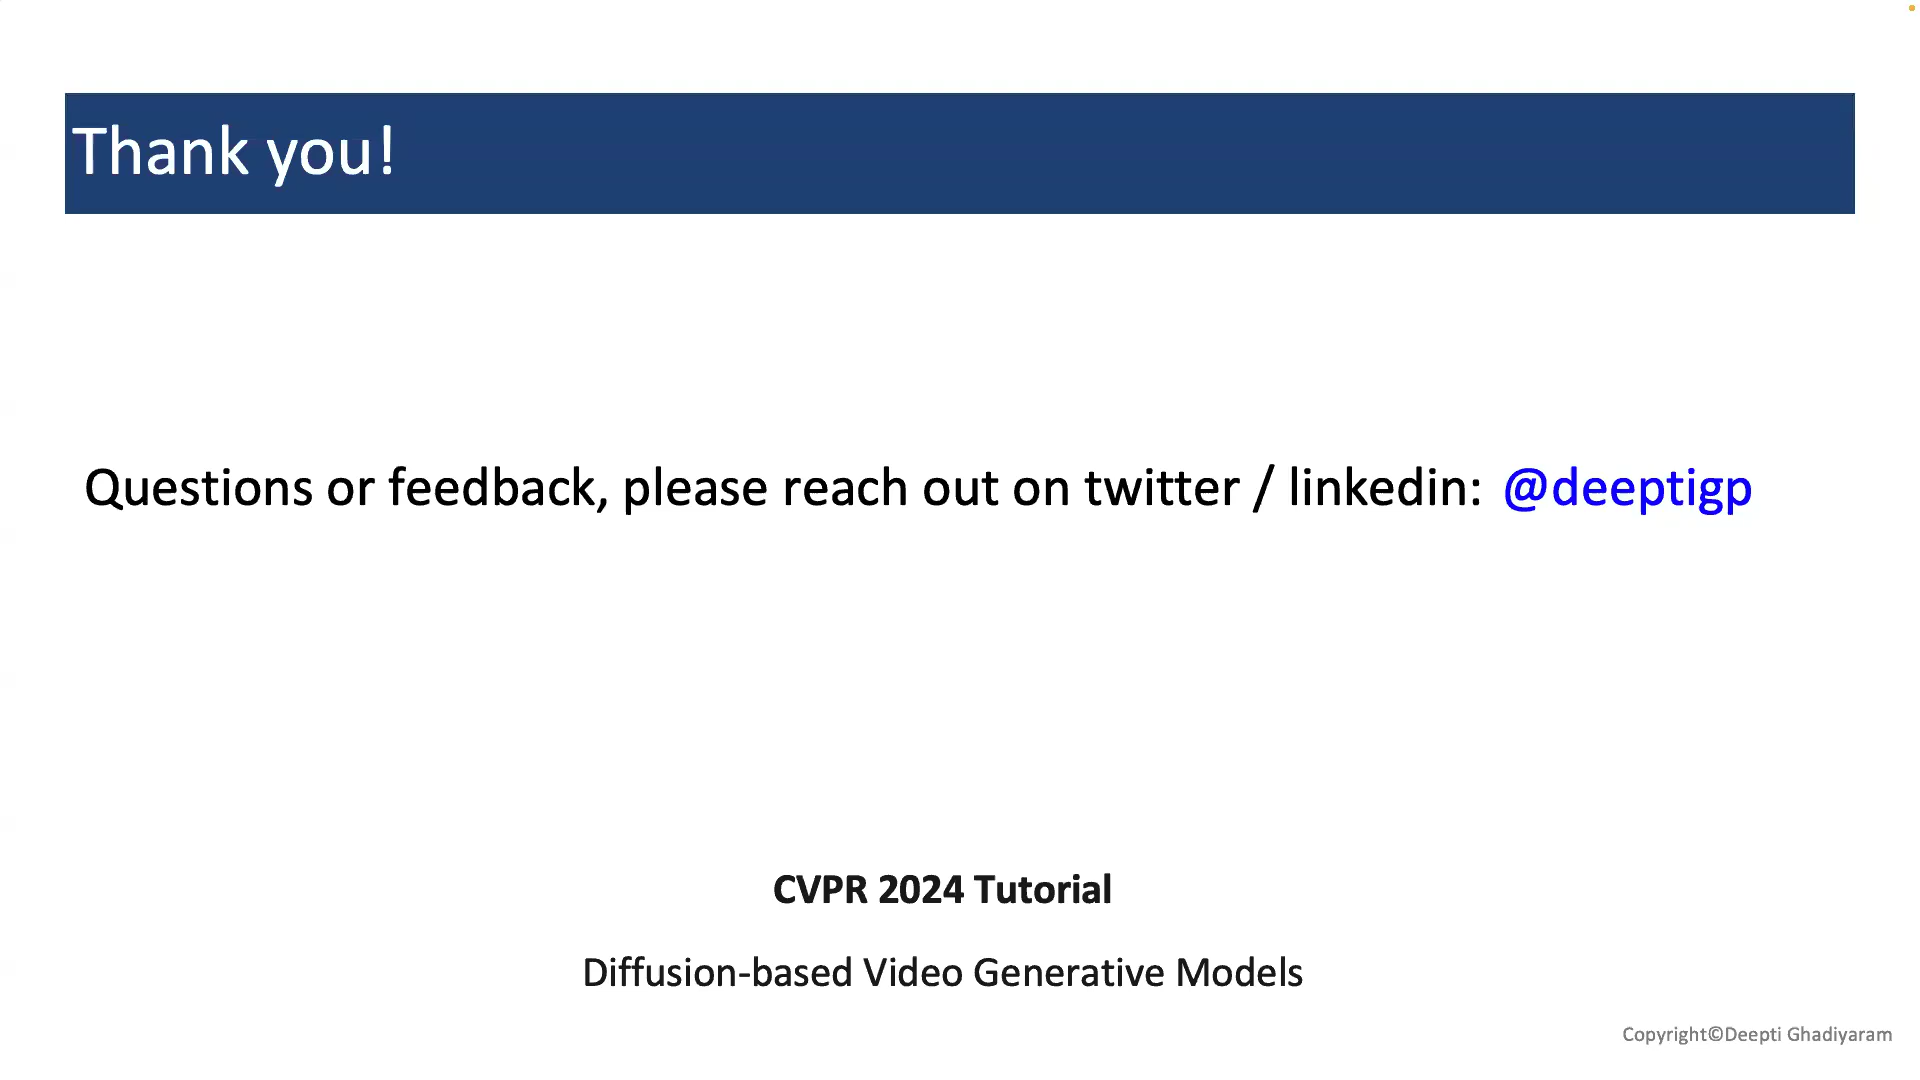 Thank you!
Questions or feedback, please reach out on twitter / linkedin: @deeptigp
CVPR 2024 Tutorial
Diffusion-based Video Generative Models
Copyright©Deepti Ghadiyaram